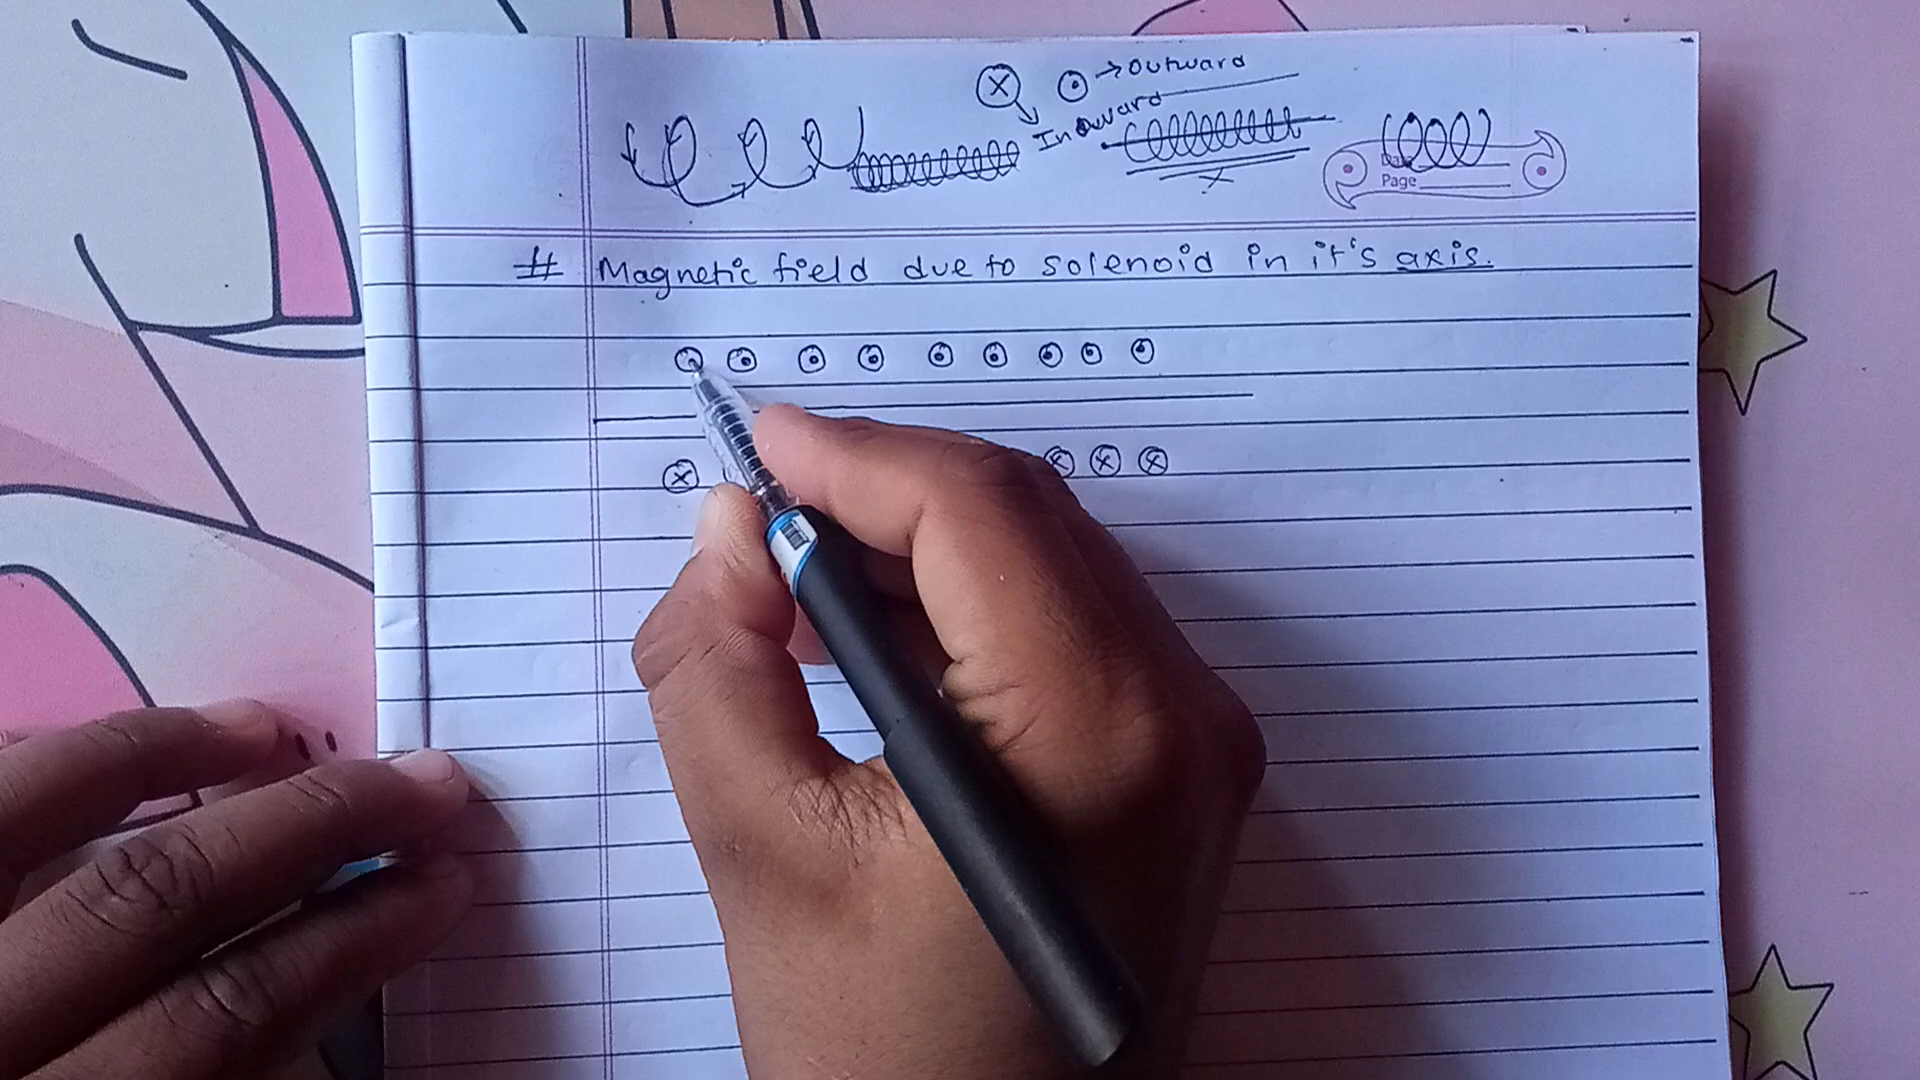 → Outward
Inward
Date
Page
# Magnetic field due to solenoid in it's axis.